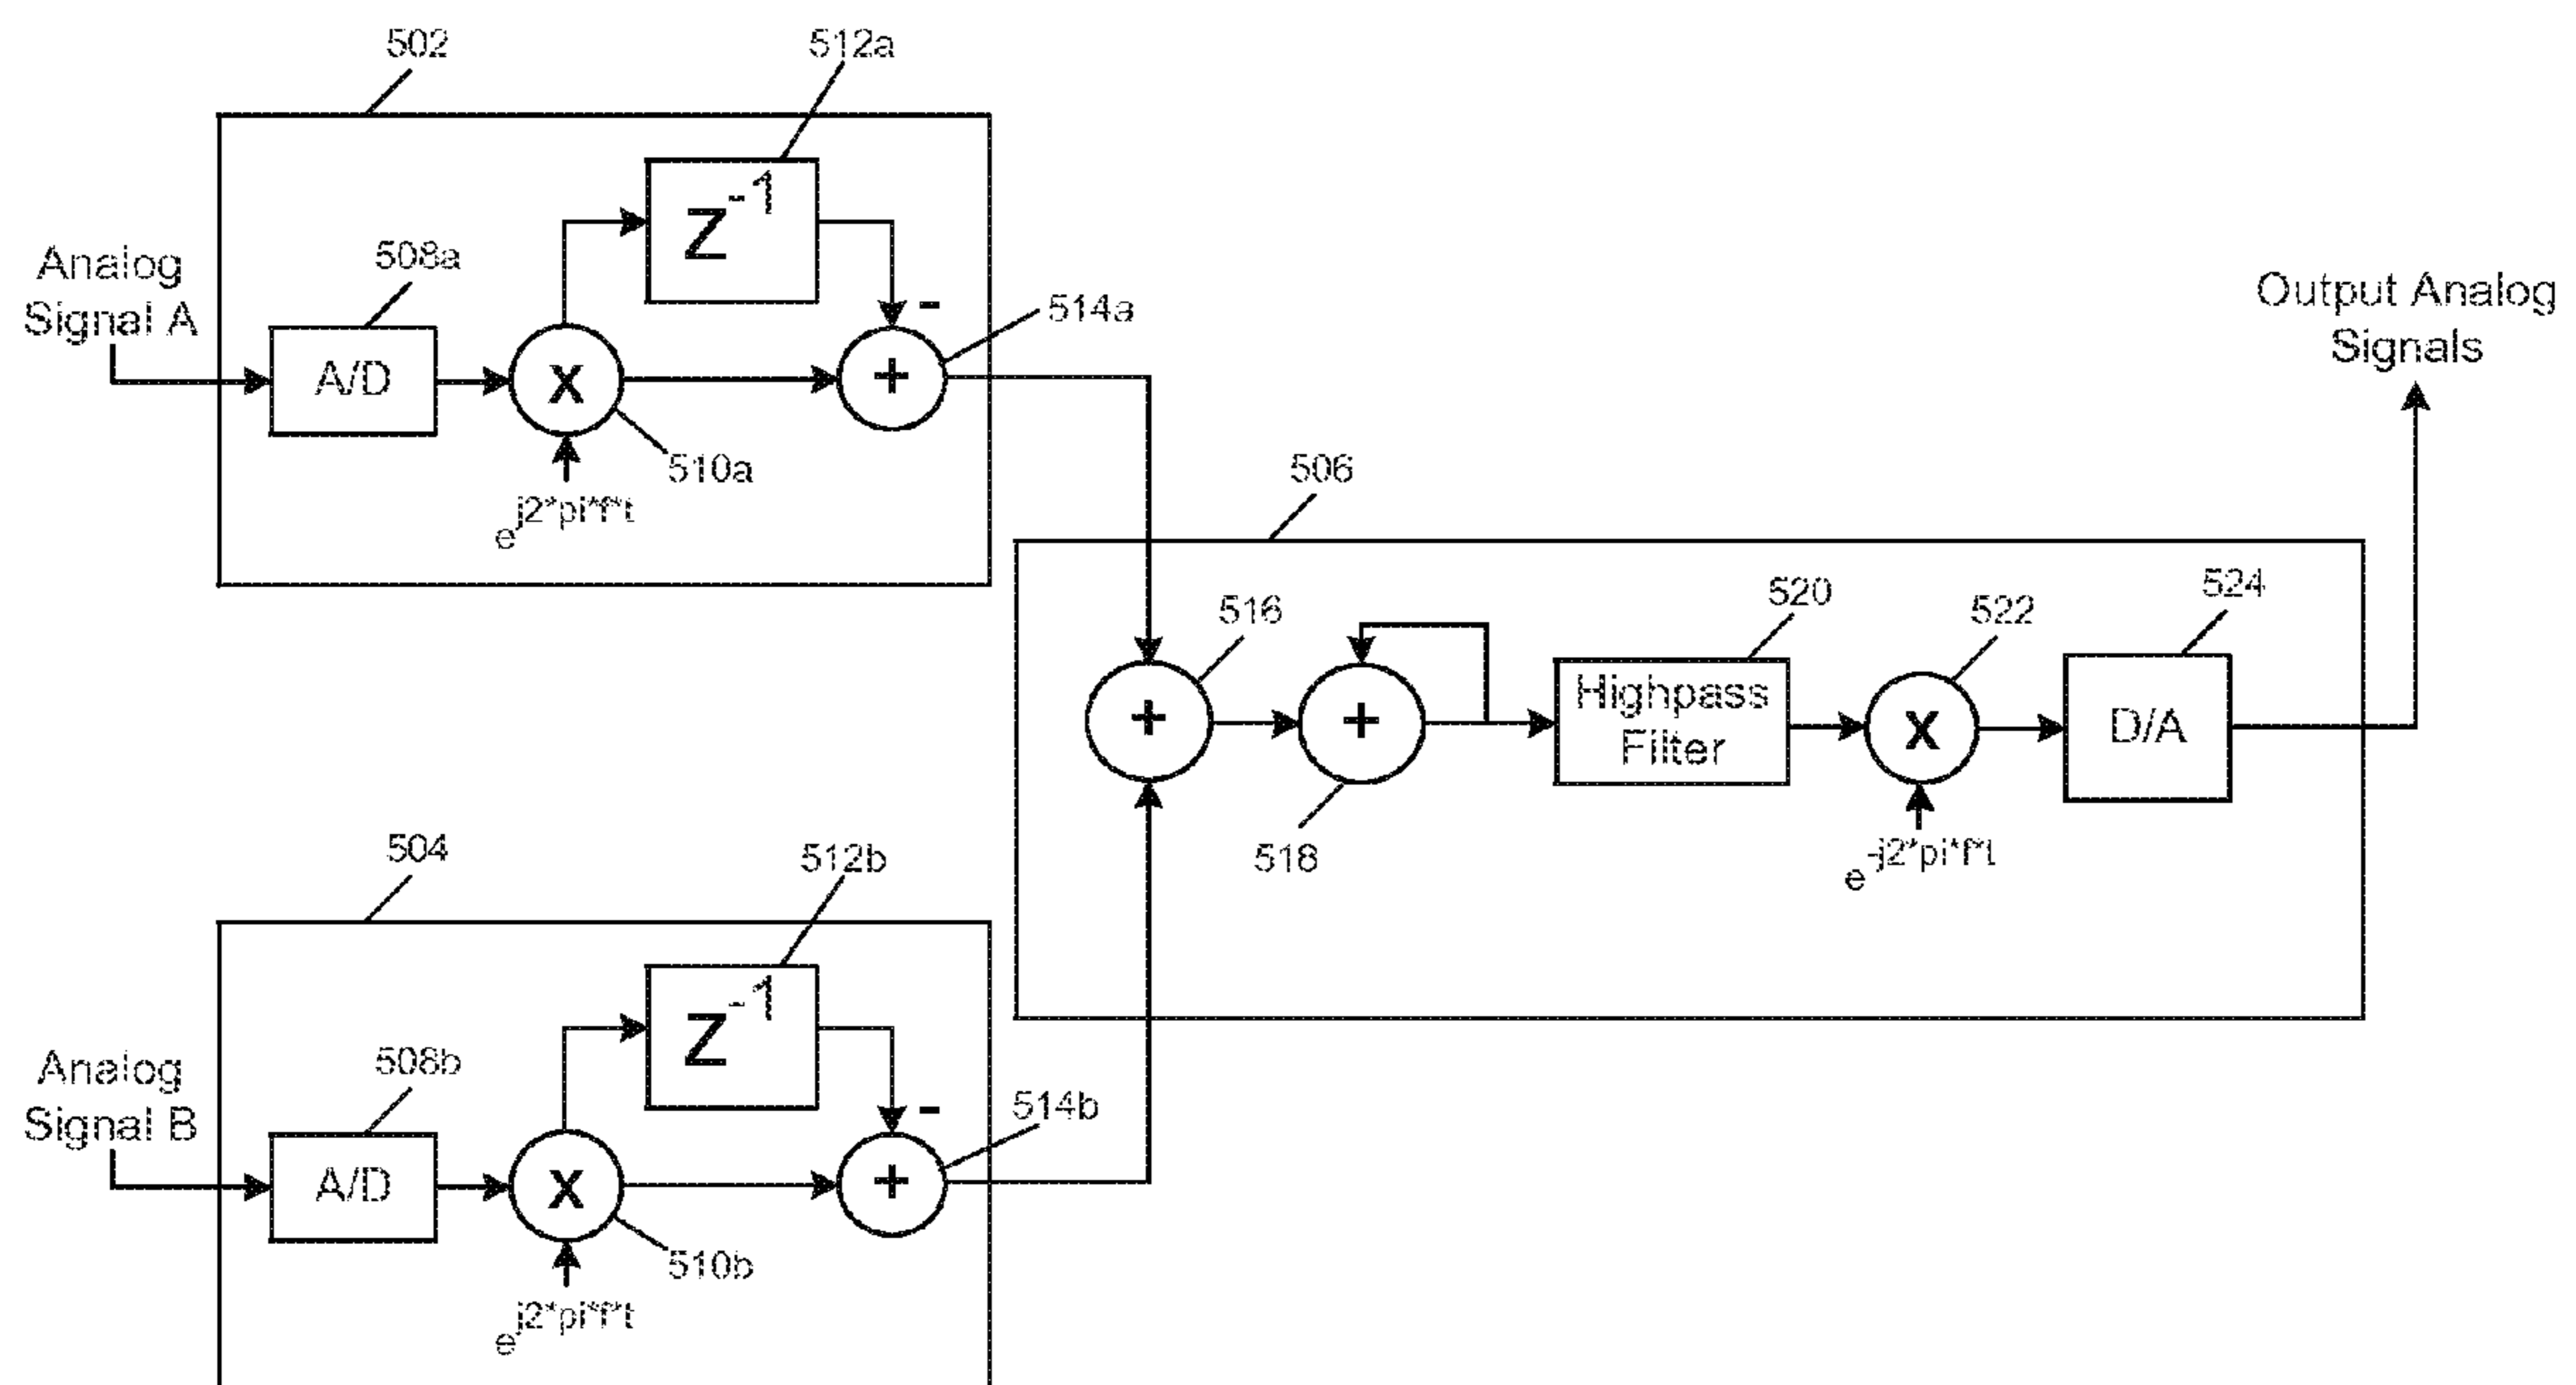 502
512a
Z-1
Analog
Signal A
508a
A/D
x
+
-
514a
510a
ej2*pi*f*t
Output Analog
Signals
506
516
+
518
+
520
Highpass
Filter
522
x
e-j2*pi*f*t
524
D/A
504
512b
Z-1
Analog
Signal B
508b
A/D
x
+
-
514b
510b
ej2*pi*f*t